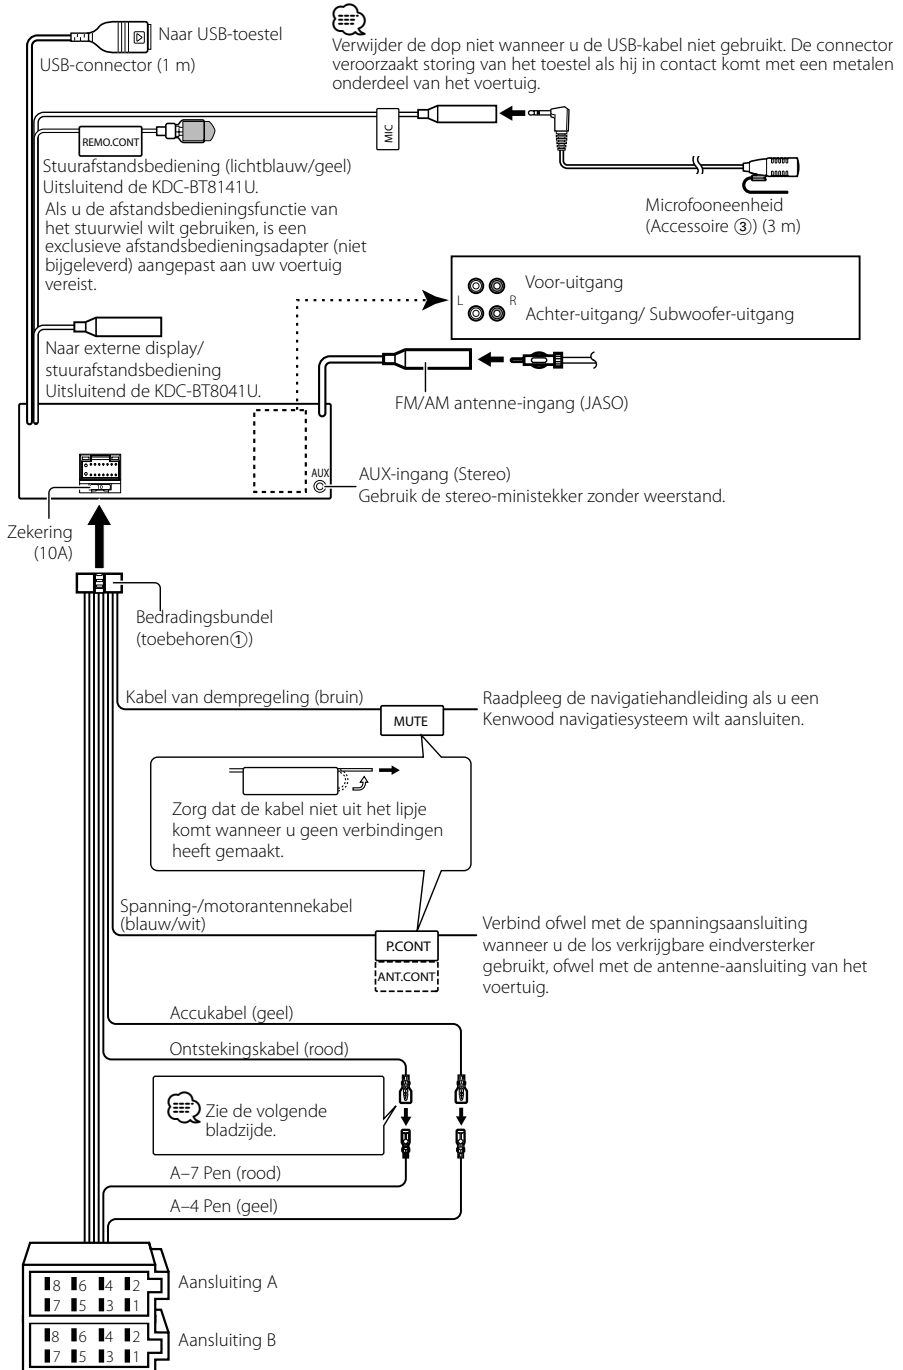 Naar USB-toestel
USB-connector (1 m)
Verwijder de dop niet wanneer u de USB-kabel niet gebruikt. De connector
veroorzaakt storing van het toestel als hij in contact komt met een metalen
onderdeel van het voertuig.
REMO.CONT
MIC
Stuurafstandsbediening (lichtblauw/geel)
Uitsluitend de KDC-BT8141U.
Als u de afstandsbedieningsfunctie van
het stuurwiel wilt gebruiken, is een
exclusieve afstandsbedieningsadapter (niet
bijgeleverd) aangepast aan uw voertuig
vereist.
Microfooneenheid
(Accessoire ③) (3 m)
L R
Voor-uitgang
Achter-uitgang/ Subwoofer-uitgang
Naar externe display/
stuurafstandsbediening
Uitsluitend de KDC-BT8041U.
FM/AM antenne-ingang (JASO)
AUX
AUX-ingang (Stereo)
Gebruik de stereo-ministekker zonder weerstand.
Zekering
(10A)
Bedradingsbundel
(toebehoren①)
Kabel van dempregeling (bruin)
MUTE
Raadpleeg de navigatiehandleiding als u een
Kenwood navigatiesysteem wilt aansluiten.
Zorg dat de kabel niet uit het lipje
komt wanneer u geen verbindingen
heeft gemaakt.
Spanning-/motorantennekabel
(blauw/wit)
P.CONT
ANT.CONT
Verbind ofwel met de spanningsaansluiting
wanneer u de los verkrijgbare eindversterker
gebruikt, ofwel met de antenne-aansluiting van het
voertuig.
Accukabel (geel)
Ontstekingskabel (rood)
Zie de volgende
bladzijde.
A–7 Pen (rood)
A–4 Pen (geel)
8 6 4 2
7 5 3 1
Aansluiting A
8 6 4 2
7 5 3 1
Aansluiting B